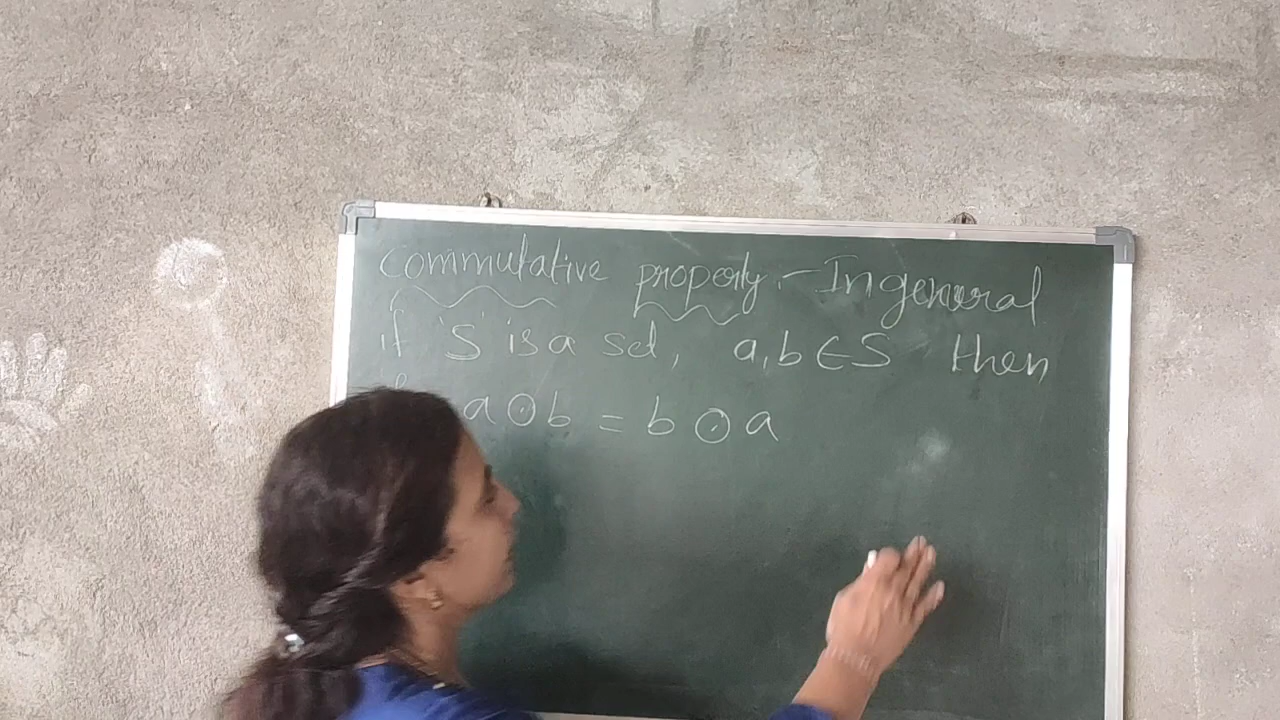 commutative property :- In general
if 'S' is a set, a,b ∈ S then
a ⊙ b = b ⊙ a